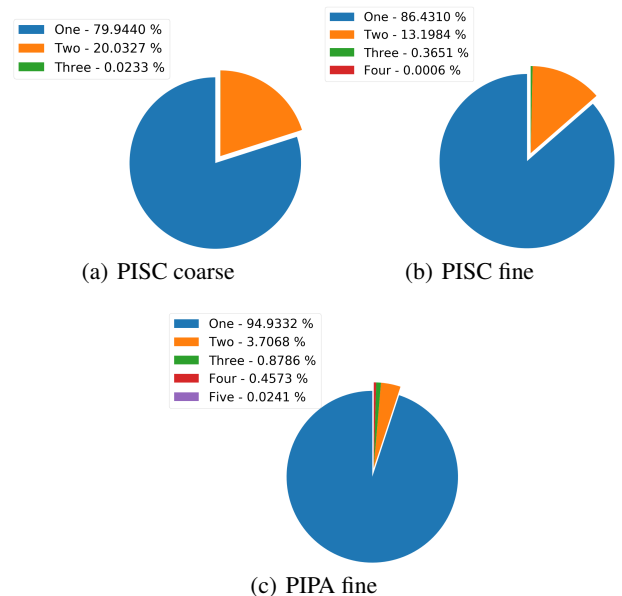 One - 79.9440 %
Two - 20.0327 %
Three - 0.0233 %
(a) PISC coarse
One - 86.4310 %
Two - 13.1984 %
Three - 0.3651 %
Four - 0.0006 %
(b) PISC fine
One - 94.9332 %
Two - 3.7068 %
Three - 0.8786 %
Four - 0.4573 %
Five - 0.0241 %
(c) PIPA fine